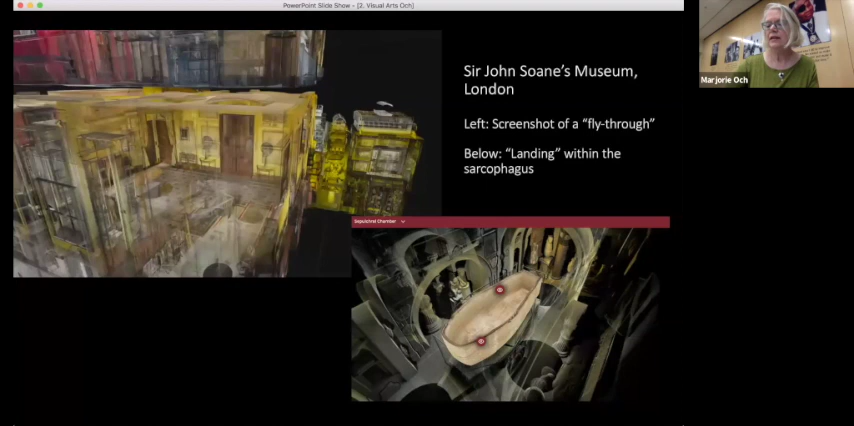 PowerPoint Slide Show - [2. Visual Arts Och]
Sir John Soane's Museum,
London
Left: Screenshot of a "fly-through"
Below: "Landing" within the
sarcophagus
Marjorie Och
Sepulchral Chamber